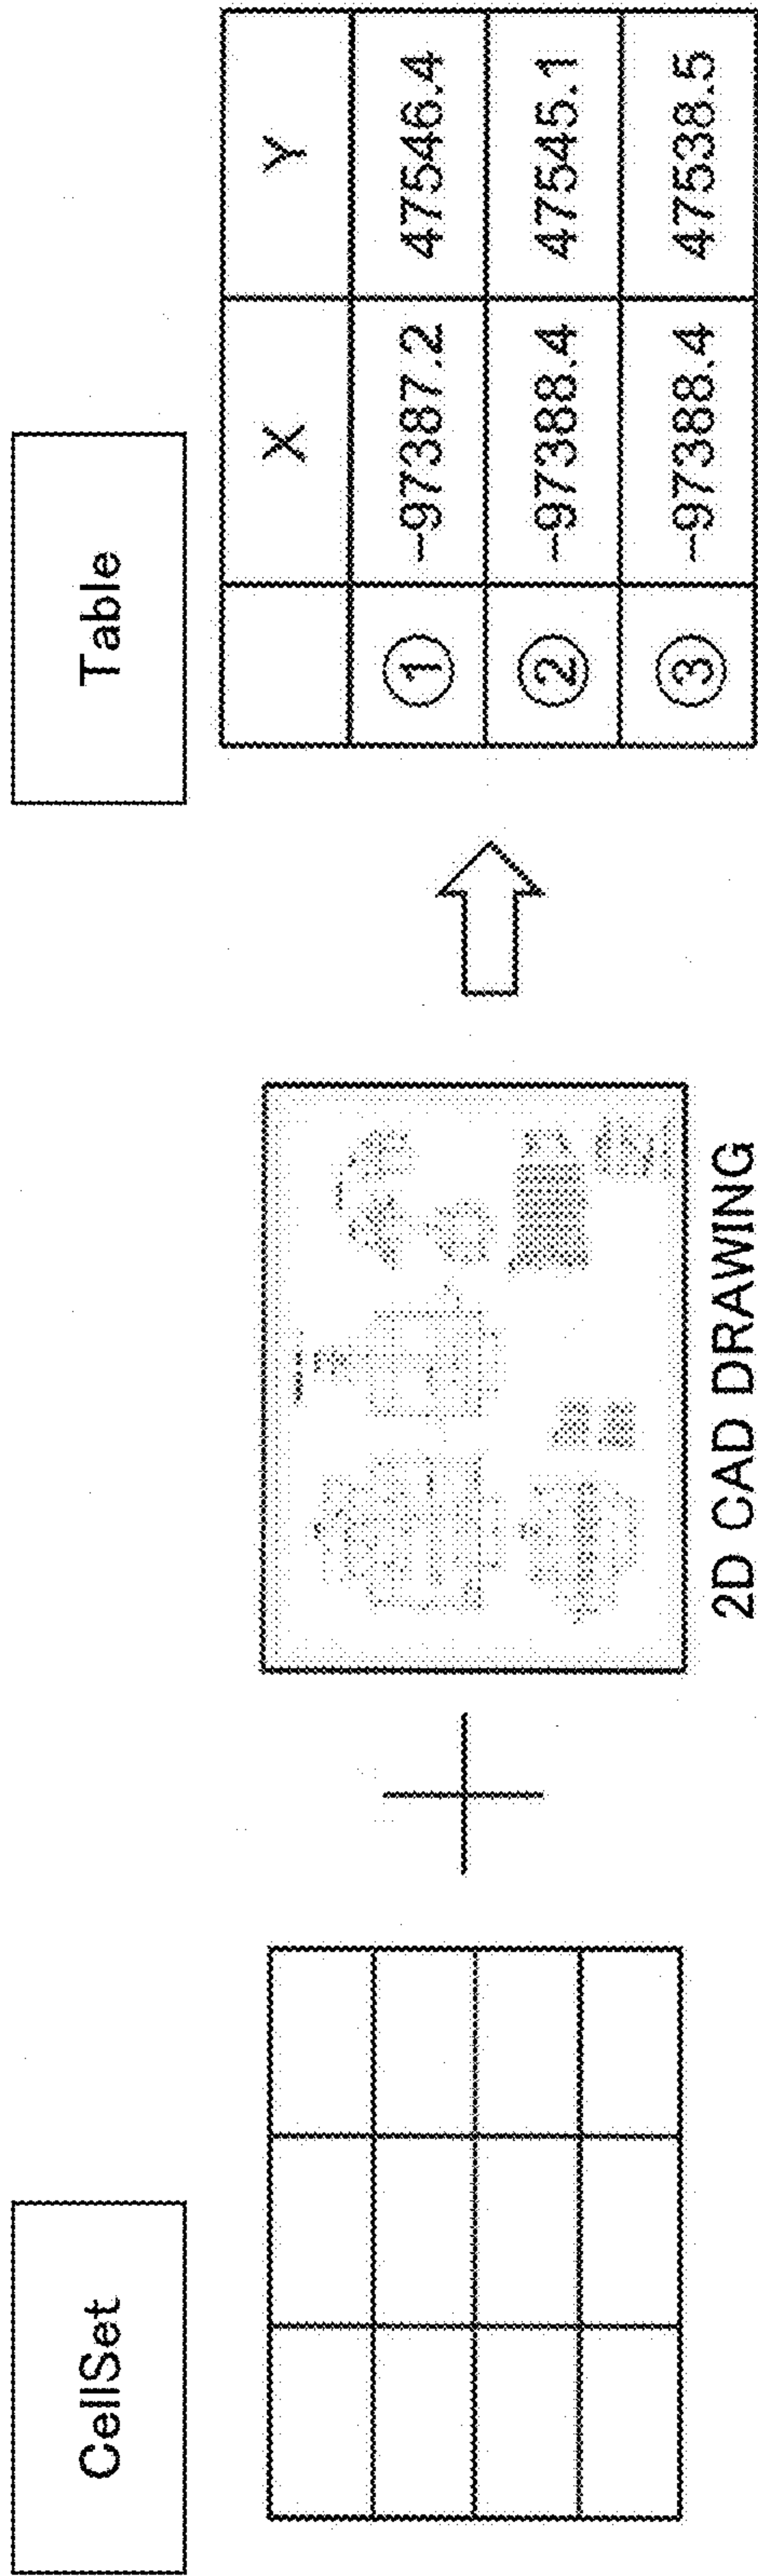 CellSet
2D CAD DRAWING
Table
X Y
① -97387.2 47546.4
② -97388.4 47545.1
③ -97388.4 47538.5